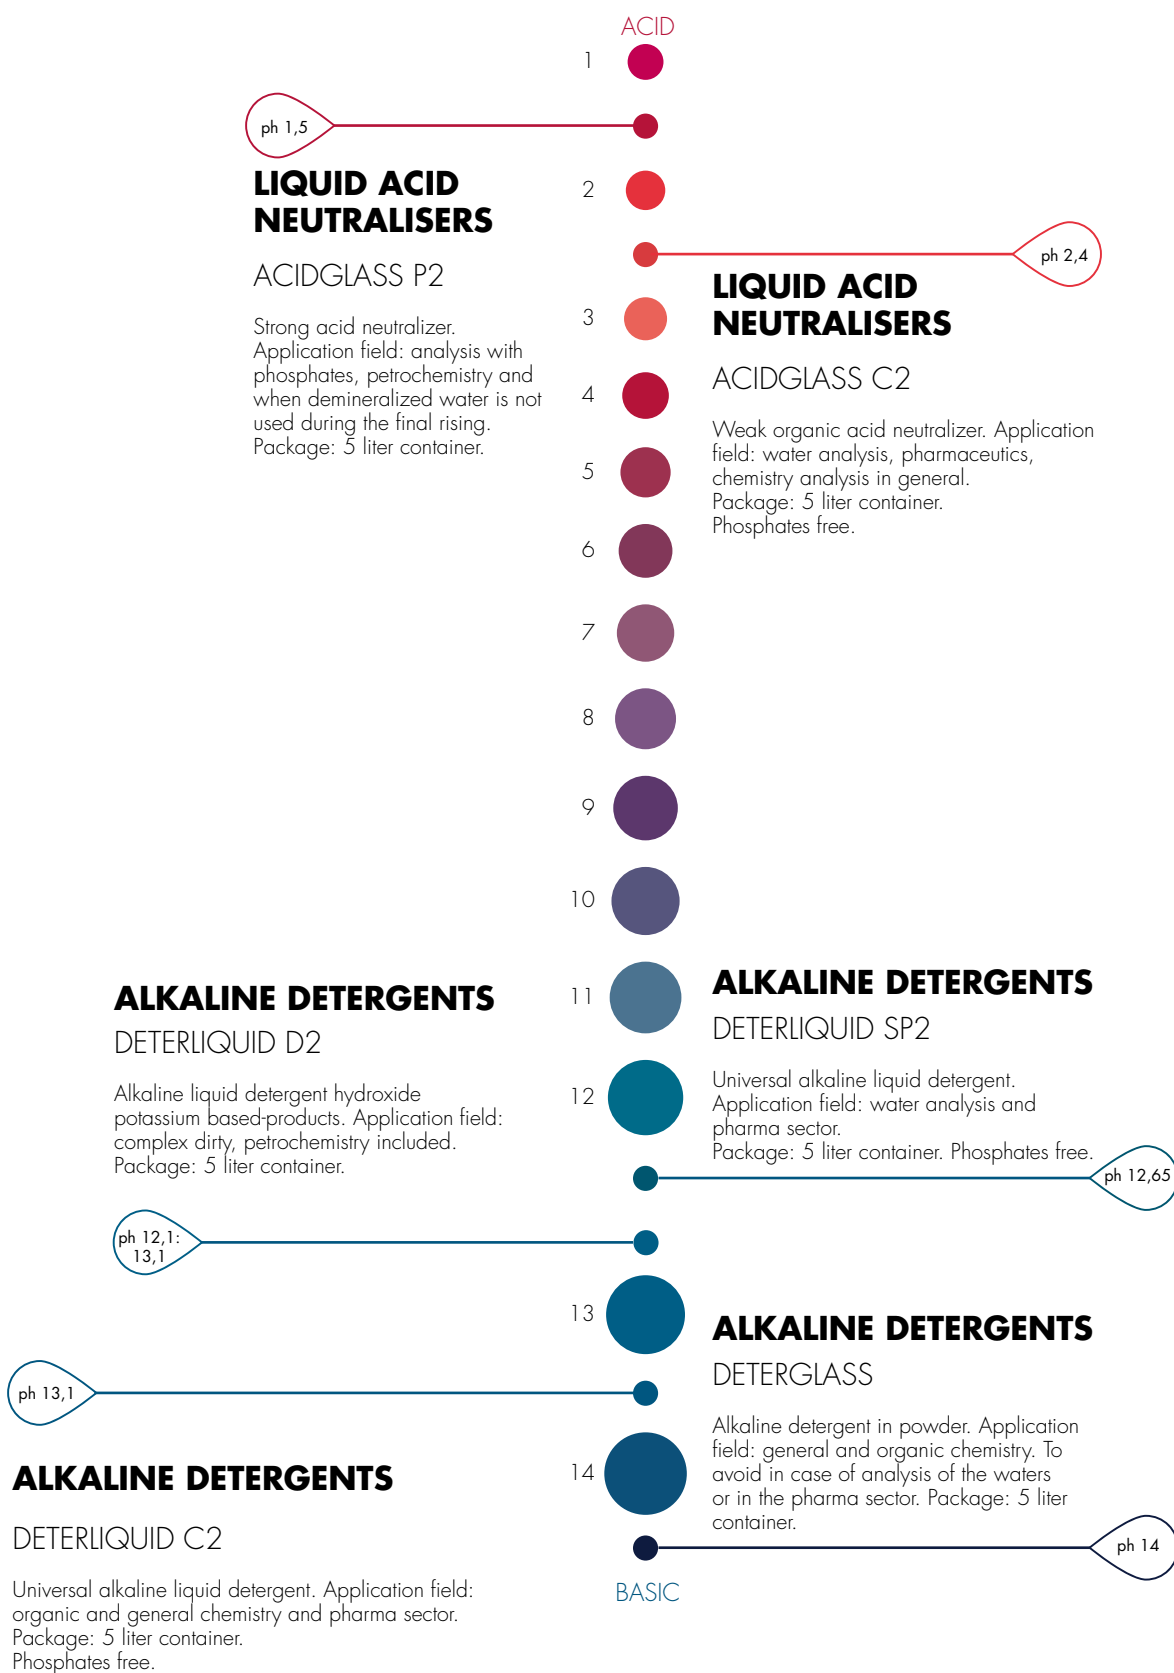 ACID
1
ph 1,5
LIQUID ACID
NEUTRALISERS
ACIDGLASS P2
Strong acid neutralizer.
Application field: analysis with
phosphates, petrochemistry and
when demineralized water is not
used during the final rising.
Package: 5 liter container.
2
ph 2,4
LIQUID ACID
NEUTRALISERS
ACIDGLASS C2
Weak organic acid neutralizer. Application
field: water analysis, pharmaceutics,
chemistry analysis in general.
Package: 5 liter container.
Phosphates free.
3
4
5
6
7
8
9
10
11
ALKALINE DETERGENTS
DETERLIQUID D2
Alkaline liquid detergent hydroxide
potassium based-products. Application field:
complex dirty, petrochemistry included.
Package: 5 liter container.
ph 12,1:
13,1
ALKALINE DETERGENTS
DETERLIQUID SP2
Universal alkaline liquid detergent.
Application field: water analysis and
pharma sector.
Package: 5 liter container. Phosphates free.
ph 12,65
12
13
ph 13,1
ALKALINE DETERGENTS
DETERLIQUID C2
Universal alkaline liquid detergent. Application field:
organic and general chemistry and pharma sector.
Package: 5 liter container.
Phosphates free.
ALKALINE DETERGENTS
DETERGLASS
Alkaline detergent in powder. Application
field: general and organic chemistry. To
avoid in case of analysis of the waters
or in the pharma sector. Package: 5 liter
container.
14
ph 14
BASIC